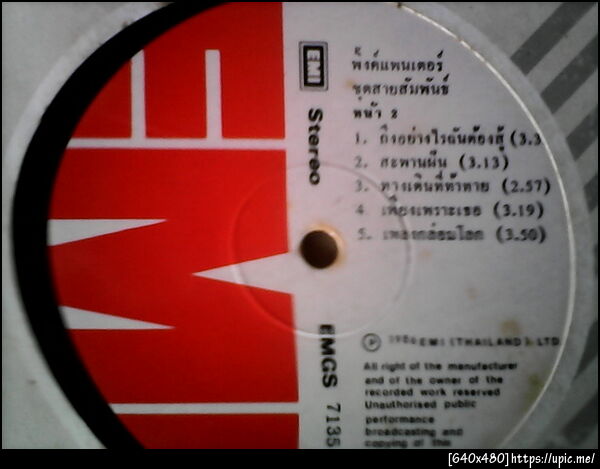 EMI
พิ้งค์แพนเตอร์
ชุดสายสัมพันธ์
หน้า 2
1. ถึงอย่างไรฉันต้องสู้ (3.3
2. สะพานฝัน (3.13)
3. ทางเดินที่ท้าทาย (2.57)
4. เพียงเพราะเธอ (3.19)
5. เพลงกล่อมโลก (3.50)
Stereo
EMGS 7135
EMI (THAILAND), LTD
All right of the manufacturer
and of the owner of the
recorded work reserved
Unauthorised public
performance
broadcasting and
copying of this
[640x480]https://upic.me/